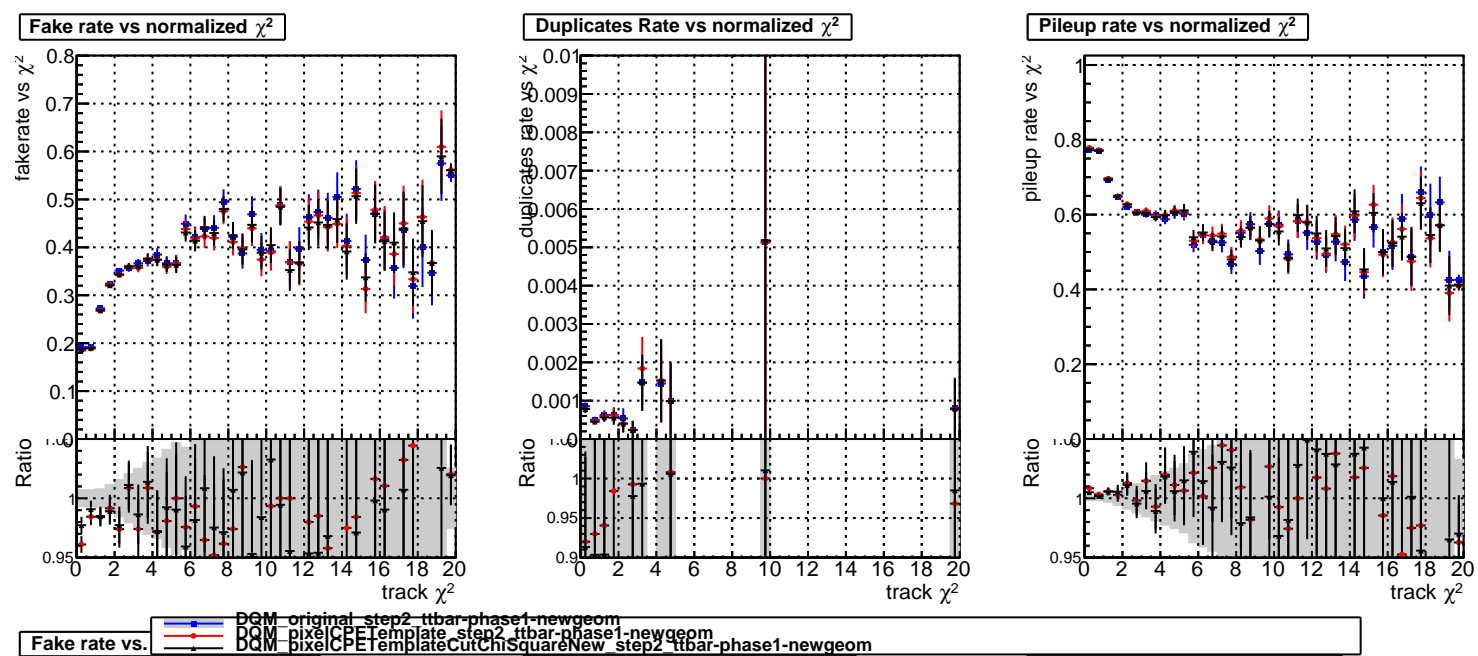 Fake rate vs normalized χ²
Duplicates Rate vs normalized χ²
Pileup rate vs normalized χ²
fakerate vs χ²
0.8
0.7
0.6
0.5
0.4
0.3
0.2
0.1
0
Ratio
1
0.95
0 2 4 6 8 10 12 14 16 18 20
track χ²
duplicates rate vs χ²
0.01
0.009
0.008
0.007
0.006
0.005
0.004
0.003
0.002
0.001
0
Ratio
1
0.95
0.9
0 2 4 6 8 10 12 14 16 18 20
track χ²
pileup rate vs χ²
1
0.8
0.6
0.4
0.2
0
Ratio
1
0.95
0 2 4 6 8 10 12 14 16 18 20
track χ²
Fake rate vs.
DQM_original_step2_ttbar-phase1-newgeom
DQM_pixelCPETemplate_step2_ttbar-phase1-newgeom
DQM_pixelCPETemplateCutChiSquareNew_step2_ttbar-phase1-newgeom